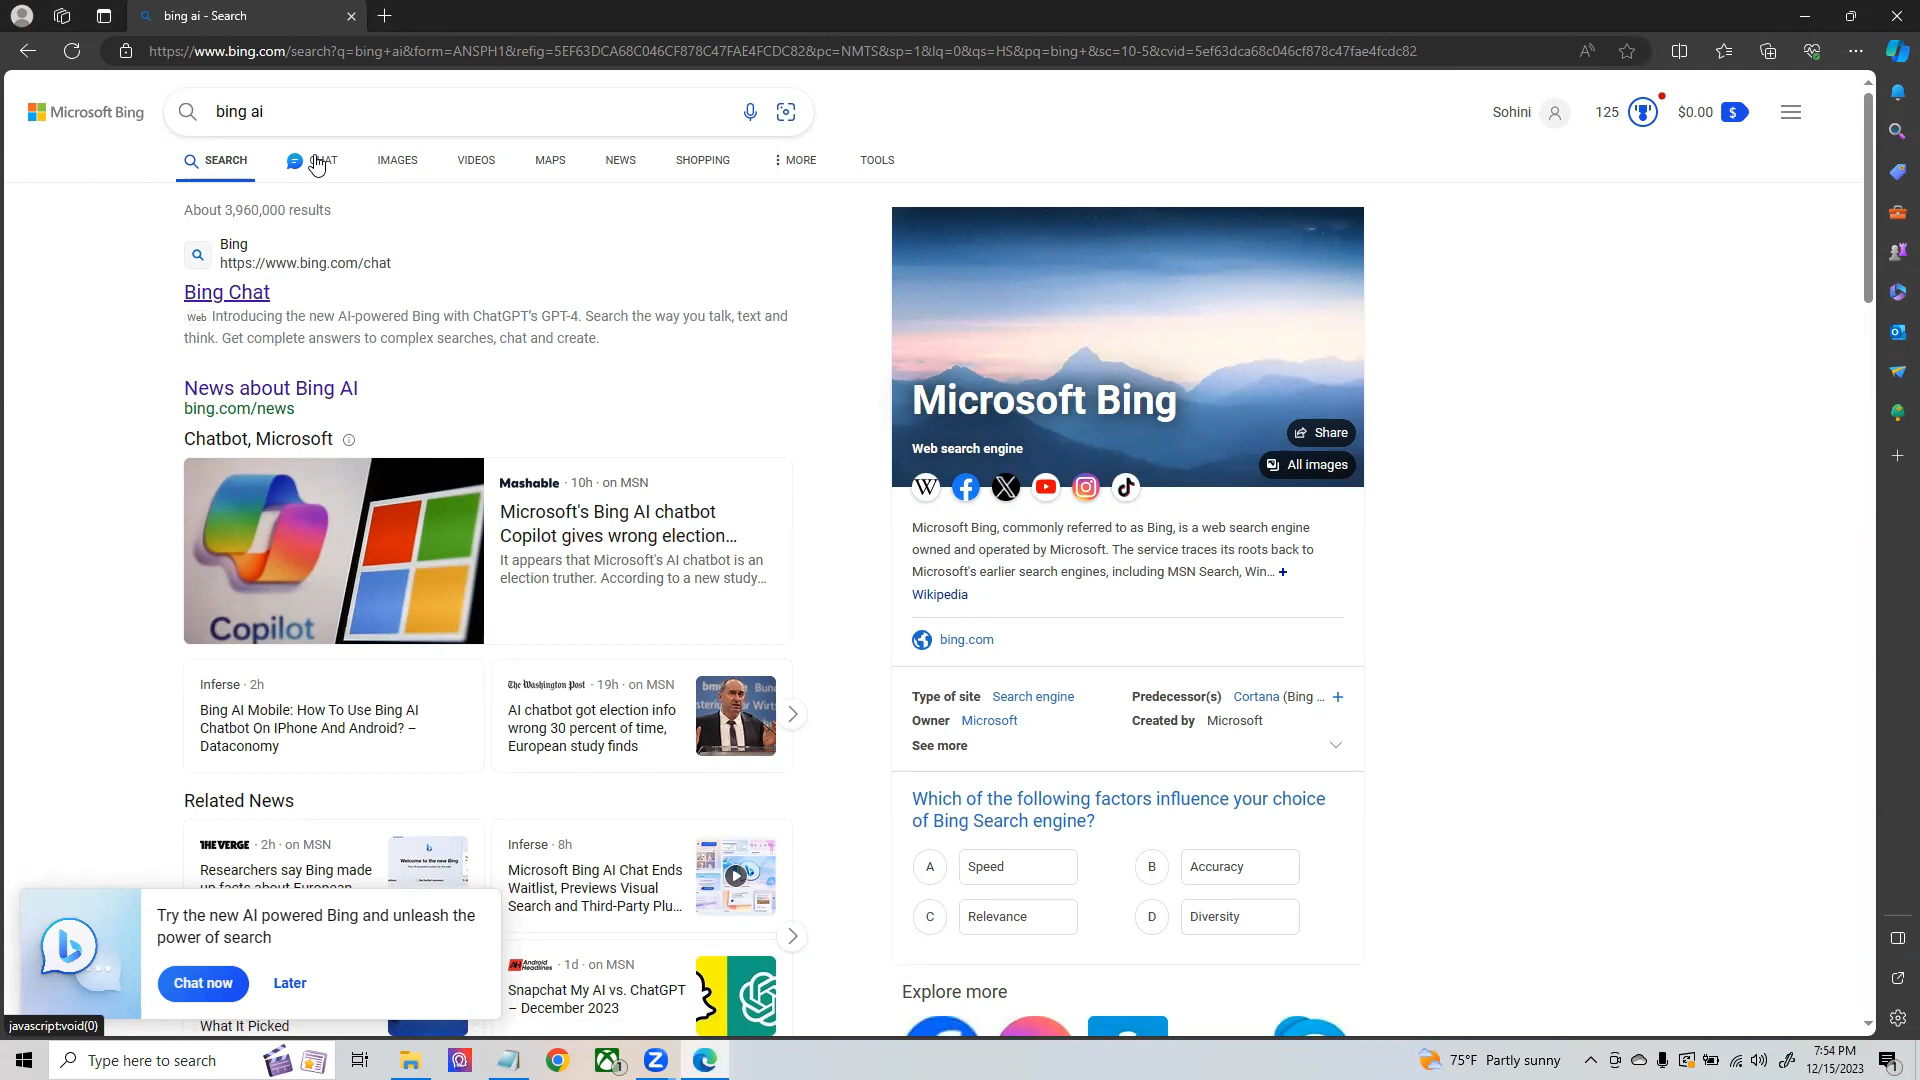 bing ai - Search
https://www.bing.com/search?q=bing+ai&form=ANSPH1&refig=5EF63DCA68C046CF878C47FAE4FCDC82&pc=NMTS&sp=1&lq=0&qs=HS&pq=bing+&sc=10-5&cvid=5ef63dca68c046cf878c47fae4fcdc82
Microsoft Bing
bing ai
Sohini
125
$0.00
$
SEARCH
CHAT
IMAGES
VIDEOS
MAPS
NEWS
SHOPPING
MORE
TOOLS
About 3,960,000 results
Bing
https://www.bing.com/chat
Bing Chat
Web Introducing the new AI-powered Bing with ChatGPT's GPT-4. Search the way you talk, text and
think. Get complete answers to complex searches, chat and create.
News about Bing AI
bing.com/news
Chatbot, Microsoft
Copilot
Mashable · 10h · on MSN
Microsoft's Bing AI chatbot
Copilot gives wrong election…
It appears that Microsoft's AI chatbot is an
election truther. According to a new study…
Inferse · 2h
Bing AI Mobile: How To Use Bing AI
Chatbot On IPhone And Android? –
Dataconomy
The Washington Post · 19h · on MSN
AI chatbot got election info
wrong 30 percent of time,
European study finds
Related News
THE VERGE · 2h · on MSN
Researchers say Bing made
up facts about European
Welcome to the new Bing
Inferse · 8h
Microsoft Bing AI Chat Ends
Waitlist, Previews Visual
Search and Third-Party Plu…
Android Headlines · 1d · on MSN
Snapchat My AI vs. ChatGPT
– December 2023
What It Picked
Try the new AI powered Bing and unleash the
power of search
Chat now
Later
javascript:void(0)
Microsoft Bing
Web search engine
Share
All images
Microsoft Bing, commonly referred to as Bing, is a web search engine
owned and operated by Microsoft. The service traces its roots back to
Microsoft's earlier search engines, including MSN Search, Win… +
Wikipedia
bing.com
Type of site Search engine
Predecessor(s) Cortana (Bing … +
Owner Microsoft
Created by Microsoft
See more
Which of the following factors influence your choice
of Bing Search engine?
A Speed
B Accuracy
C Relevance
D Diversity
Explore more
Type here to search
75°F Partly sunny
7:54 PM
12/15/2023